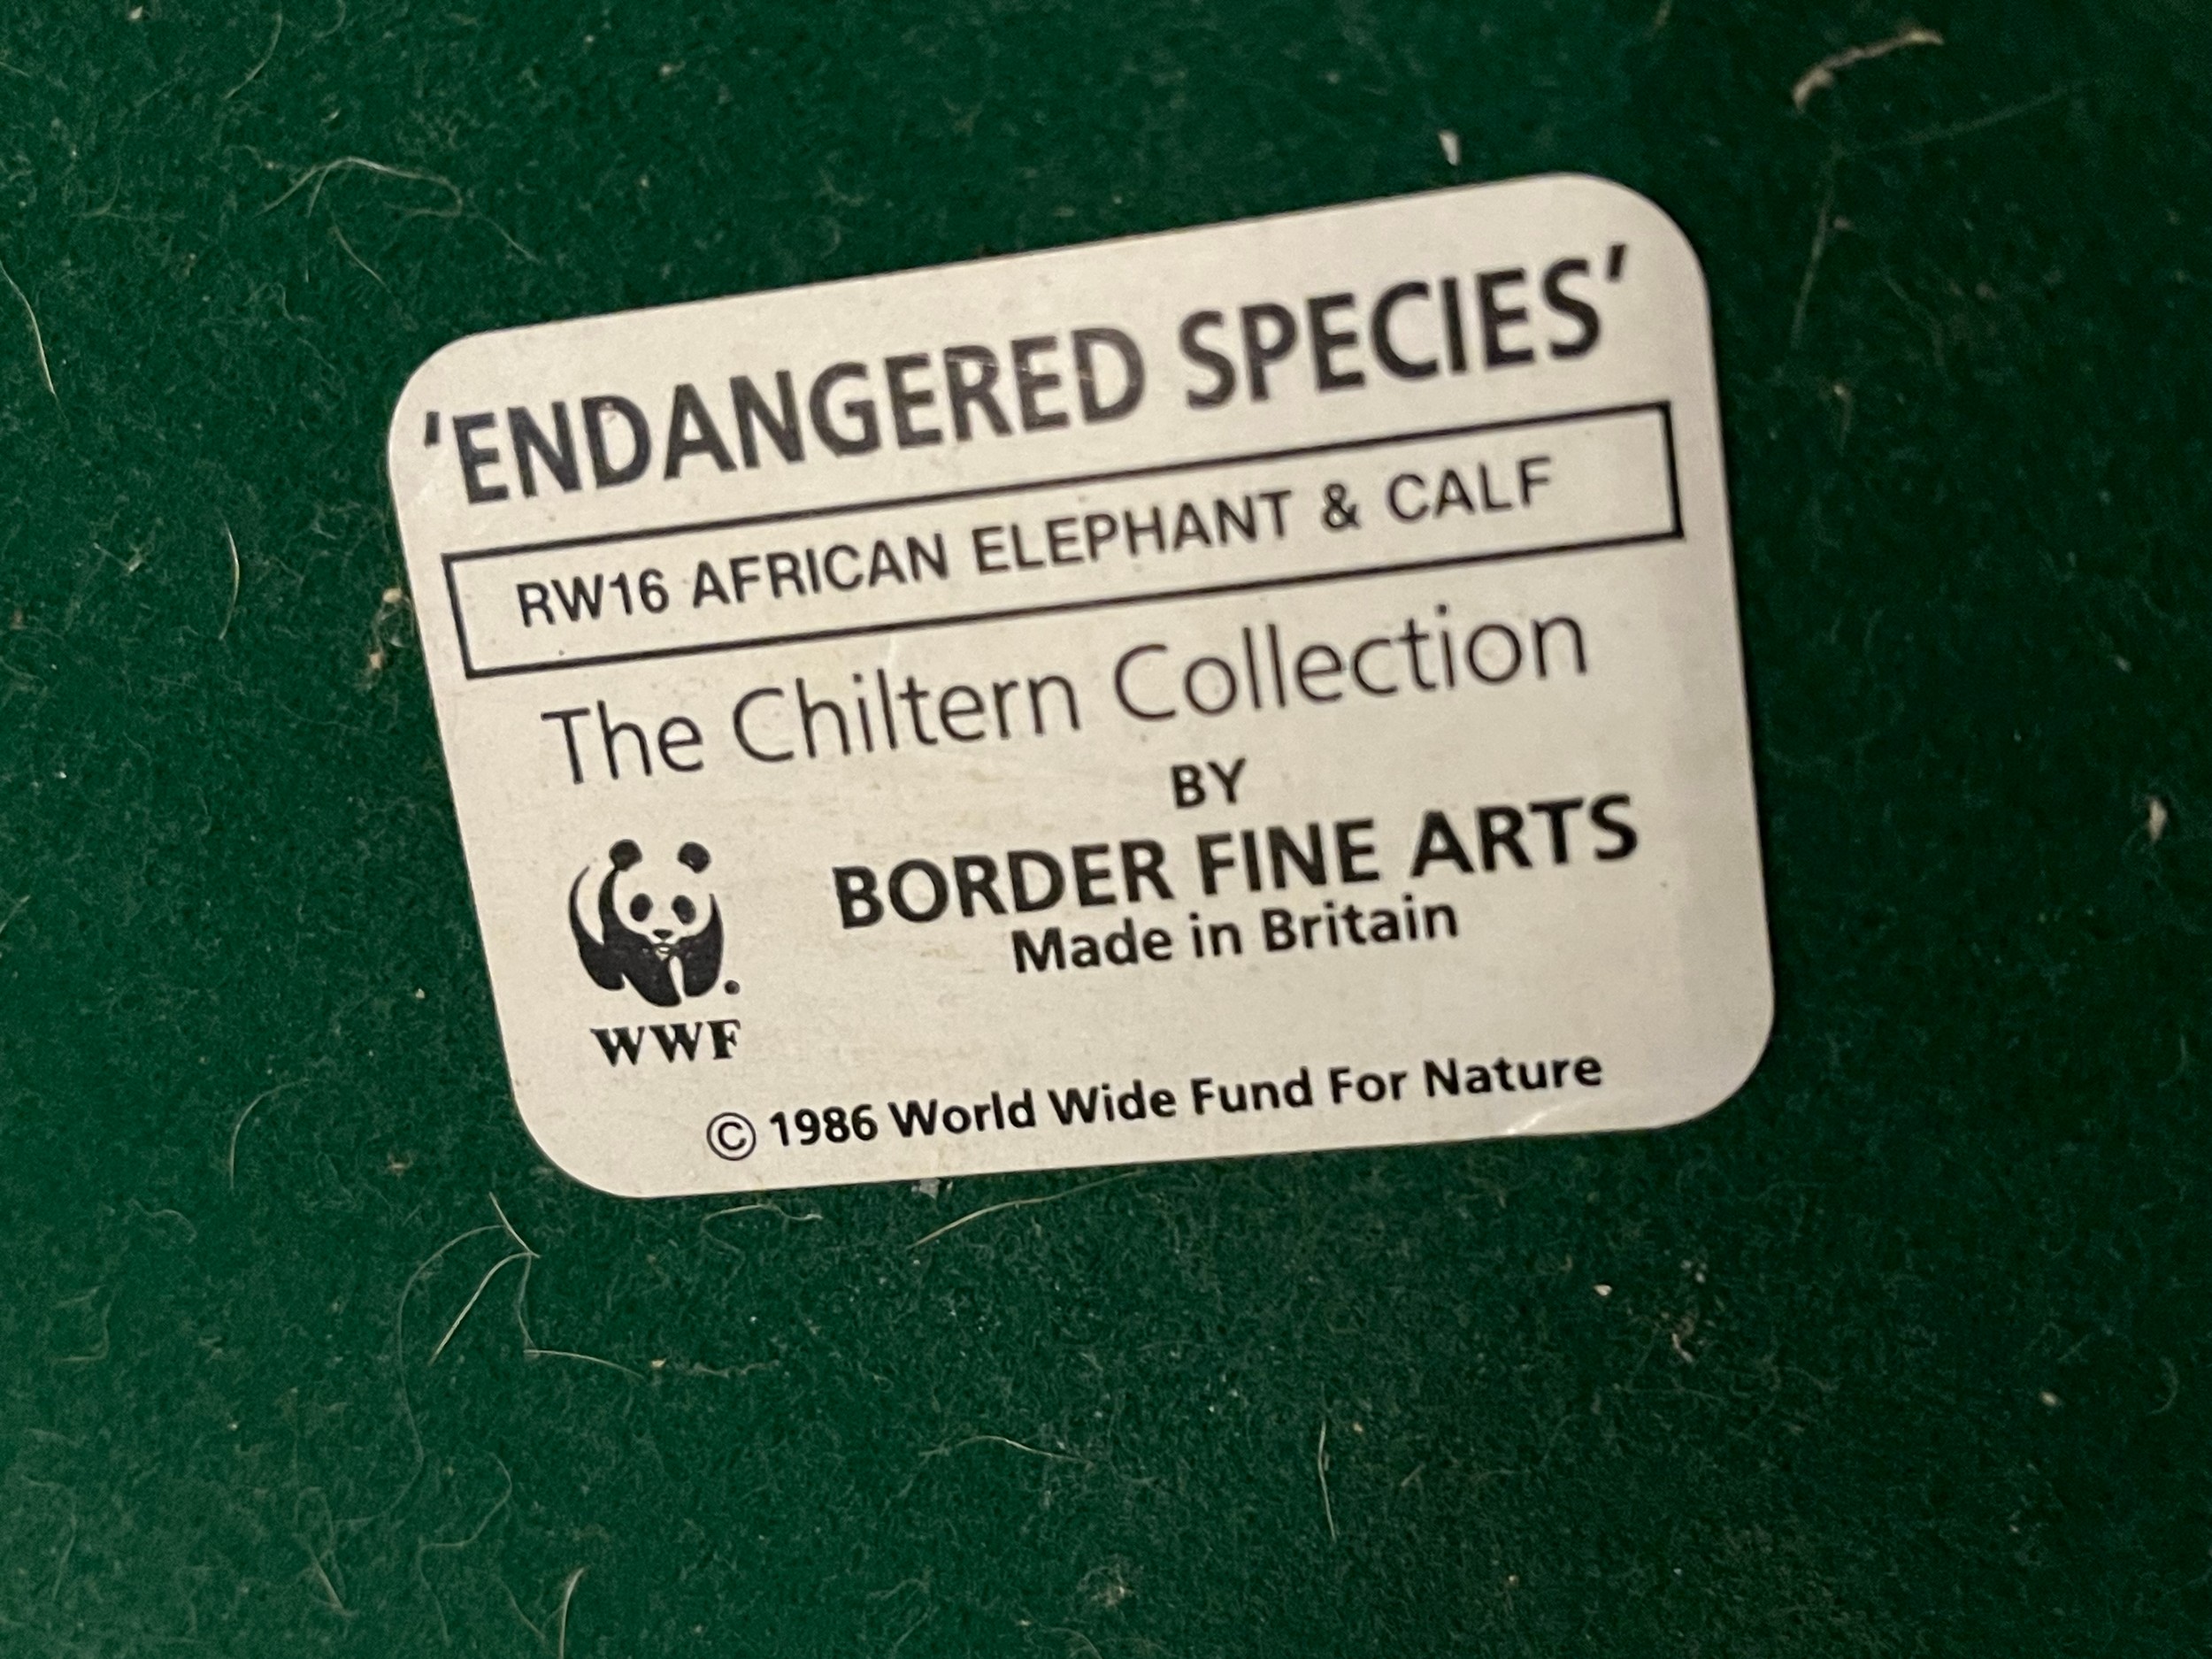 'ENDANGERED SPECIES'
RW16 AFRICAN ELEPHANT & CALF
The Chiltern Collection
BY
BORDER FINE ARTS
Made in Britain
WWF
© 1986 World Wide Fund For Nature